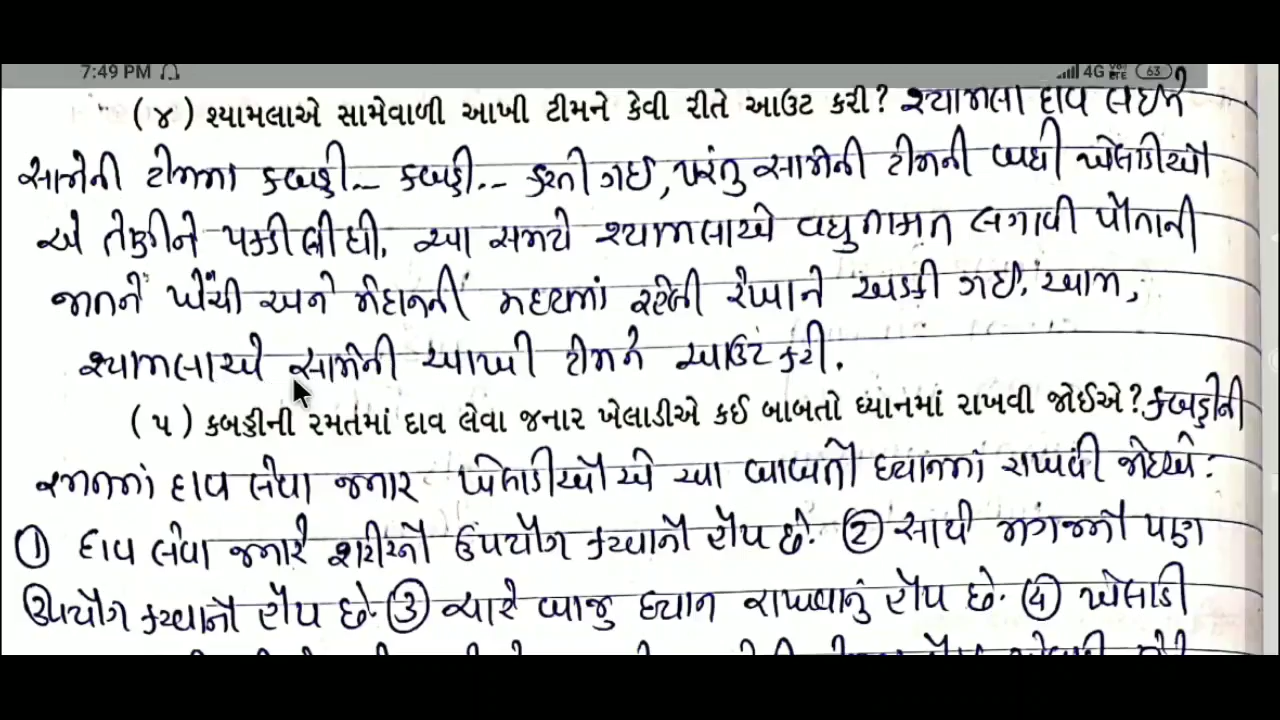 7:49 PM 4G 63
(૪) શ્યામલાએ સામેવાળી આખી ટીમને કેવી રીતે આઉટ કરી? શ્યામલા દાવ લઈને
સામેની ટીમમાં કબડ્ડી... કબડ્ડી... કરતી ગઈ, પરંતુ સામેની ટીમની બધી ખેલાડીઓ
એ તેણીને પકડી લીધી. આ સમયે શ્યામલાએ વધુ તાકાત લગાવી પોતાની
જાતને ખેંચી અને મેદાનની મધ્યમાં રહેલી રેખાને અડકી ગઈ. આમ,
શ્યામલાએ સામેની આખી ટીમને આઉટ કરી.
(૫) કબડ્ડીની રમતમાં દાવ લેવા જનાર ખેલાડીએ કઈ બાબતો ધ્યાનમાં રાખવી જોઈએ? કબડ્ડીની
રમતમાં દાવ લેવા જનાર ખેલાડીઓએ આ બાબતો ધ્યાનમાં રાખવી જોઇએ:
① દાવ લેવા જનારે શરીરનો ઉપયોગ કરવાનો હોય છે. ② સાથે મગજનો પણ
ઉપયોગ કરવાનો હોય છે. ③ ચારે બાજુ ધ્યાન રાખવાનું હોય છે. ④ ખેલાડી